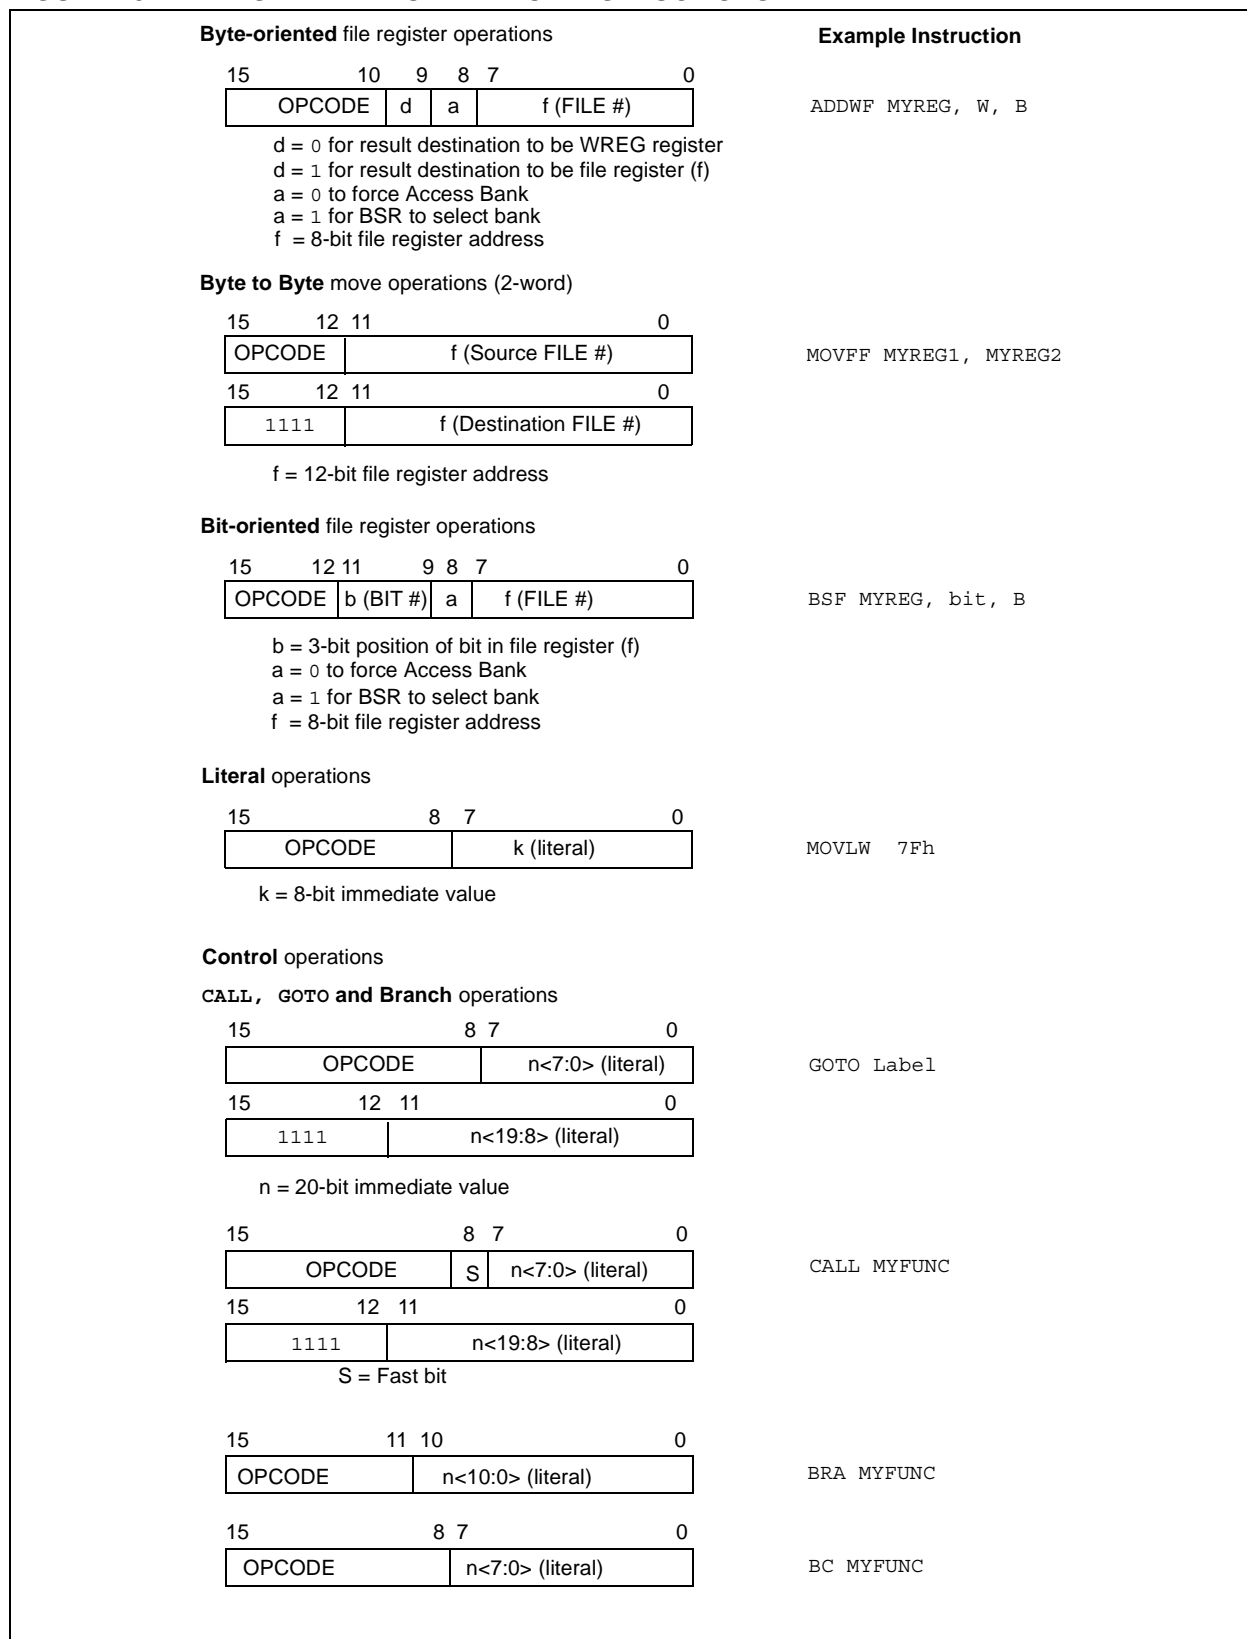 Byte-oriented file register operations
Example Instruction
15 10 9 8 7 0
OPCODE d a f (FILE #)
ADDWF MYREG, W, B
d = 0 for result destination to be WREG register
d = 1 for result destination to be file register (f)
a = 0 to force Access Bank
a = 1 for BSR to select bank
f = 8-bit file register address
Byte to Byte move operations (2-word)
15 12 11 0
OPCODE f (Source FILE #)
MOVFF MYREG1, MYREG2
15 12 11 0
1111 f (Destination FILE #)
f = 12-bit file register address
Bit-oriented file register operations
15 12 11 9 8 7 0
OPCODE b (BIT #) a f (FILE #)
BSF MYREG, bit, B
b = 3-bit position of bit in file register (f)
a = 0 to force Access Bank
a = 1 for BSR to select bank
f = 8-bit file register address
Literal operations
15 8 7 0
OPCODE k (literal)
MOVLW 7Fh
k = 8-bit immediate value
Control operations
CALL, GOTO and Branch operations
15 8 7 0
OPCODE n<7:0> (literal)
GOTO Label
15 12 11 0
1111 n<19:8> (literal)
n = 20-bit immediate value
15 8 7 0
OPCODE S n<7:0> (literal)
CALL MYFUNC
15 12 11 0
1111 n<19:8> (literal)
S = Fast bit
15 11 10 0
OPCODE n<10:0> (literal)
BRA MYFUNC
15 8 7 0
OPCODE n<7:0> (literal)
BC MYFUNC